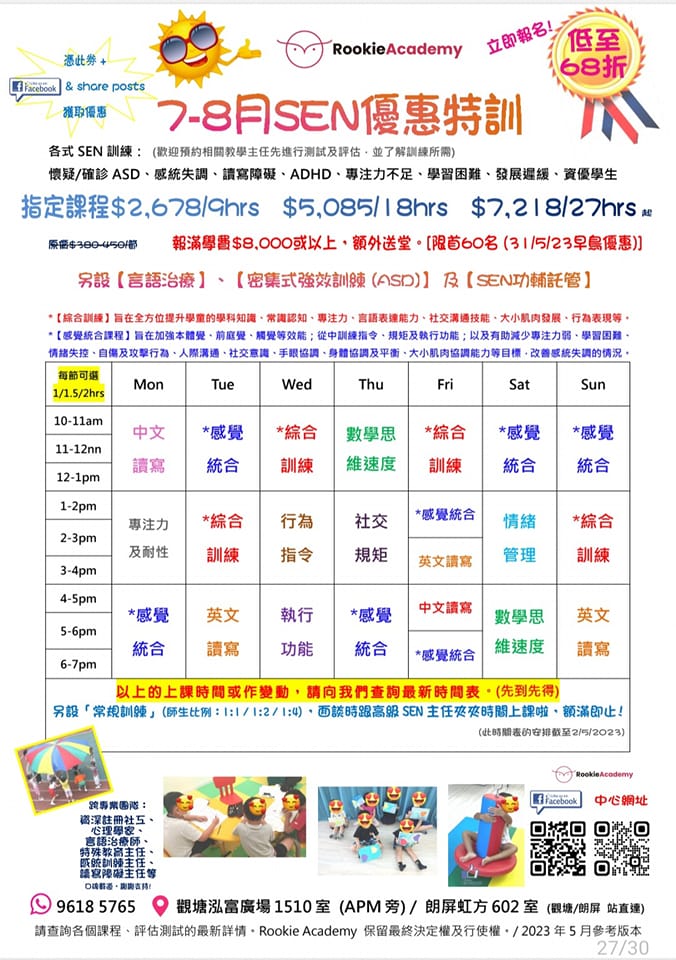 憑此券 +
Facebook & share posts
獲取優惠
RookieAcademy
立即報名!
低至
68折
7-8月SEN優惠特訓
各式 SEN 訓練： (歡迎預約相關教學主任先進行測試及評估，並了解訓練所需)
懷疑/確診 ASD、感統失調、讀寫障礙、ADHD、專注力不足、學習困難、發展遲緩、資優學生
指定課程$2,678/9hrs $5,085/18hrs $7,218/27hrs 起
原價$380-450/節 報滿學費$8,000或以上，額外送堂。[限首60名 (31/5/23早鳥優惠)]
另設【言語治療】、【密集式強效訓練 (ASD)】 及【SEN功輔託管】
*【綜合訓練】旨在全方位提升學童的學科知識、常識認知、專注力、言語表達能力、社交溝通技能、大小肌肉發展、行為表現等。
*【感覺統合課程】旨在加強本體覺、前庭覺、觸覺等效能；從中訓練指令、規矩及執行功能；以及有助減少專注力弱、學習困難、
情緒失控、自傷及攻擊行為、人際溝通、社交意識、手眼協調、身體協調及平衡、大小肌肉協調能力等目標，改善感統失調的情況。
每節可選
1/1.5/2hrs Mon Tue Wed Thu Fri Sat Sun
10-11am
11-12nn
12-1pm
中文 *感覺 *綜合 數學思 *綜合 *感覺 *感覺
讀寫 統合 訓練 維速度 訓練 統合 統合
1-2pm
2-3pm
3-4pm
專注力 *綜合 行為 社交 *感覺統合 情緒 *綜合
及耐性 訓練 指令 規矩 英文讀寫 管理 訓練
4-5pm
5-6pm
6-7pm
*感覺 英文 執行 *感覺 中文讀寫 數學思 英文
統合 讀寫 功能 統合 *感覺統合 維速度 讀寫
以上的上課時間或作變動，請向我們查詢最新時間表。(先到先得)
另設「常規訓練」(師生比例：1:1 / 1:2 / 1:4)，西該時跟高級 SEN 主任夾夾時間上課啦，額滿即止！
(此時間表的安排截至2/5/2023)
RookieAcademy
跨專業團隊：
資深註冊社工、
心理學家、
言語治療師、
特殊教育主任、
感統訓練主任、
讀寫障礙主任等
口碑載道，謝謝支持!
Facebook 中心網址
9618 5765 觀塘泓富廣場 1510 室 (APM 旁) / 朗屏虹方 602 室 (觀塘/朗屏 站直達)
請查詢各個課程、評估測試的最新詳情。Rookie Academy 保留最終決定權及行使權。/ 2023 年 5 月參考版本
27/30